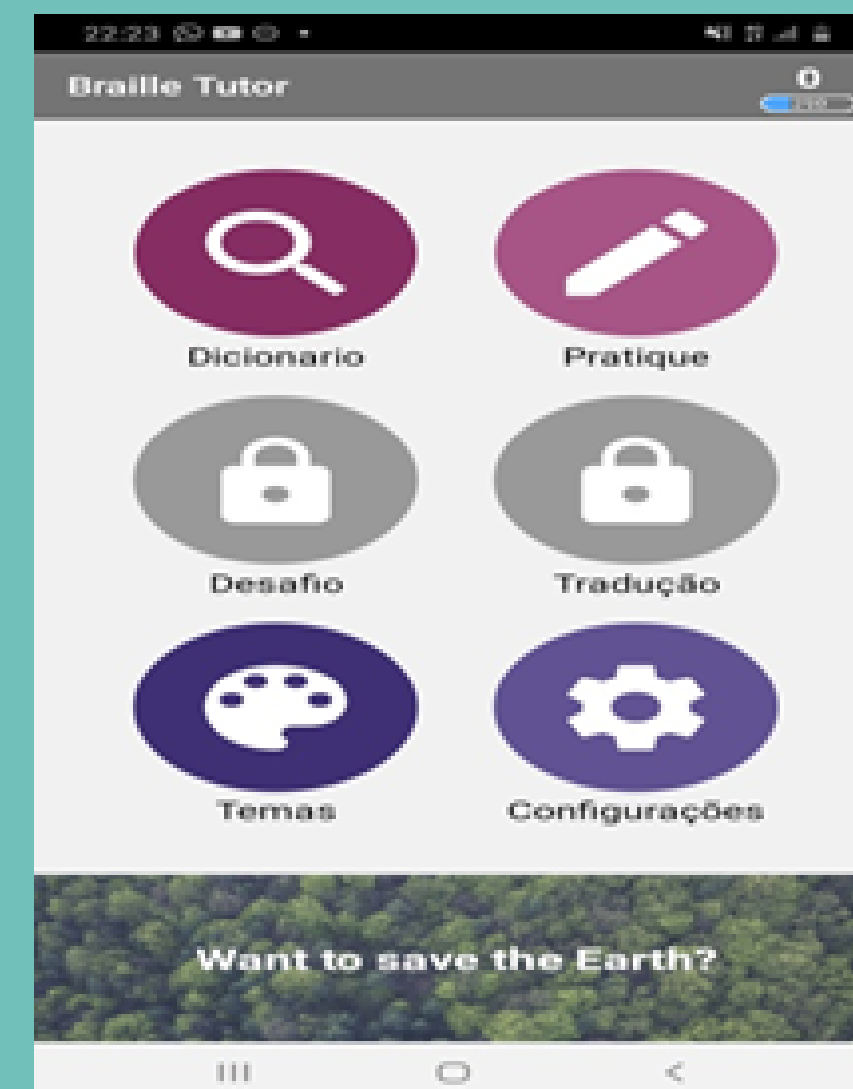 22:23
Braille Tutor
0
Dicionario
Pratique
Desafio
Tradução
Temas
Configurações
Want to save the Earth?